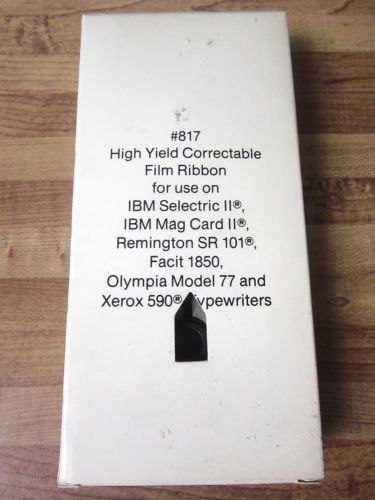 #817
High Yield Correctable
Film Ribbon
for use on
IBM Selectric II®,
IBM Mag Card II®,
Remington SR 101®,
Facit 1850,
Olympia Model 77 and
Xerox 590® Typewriters